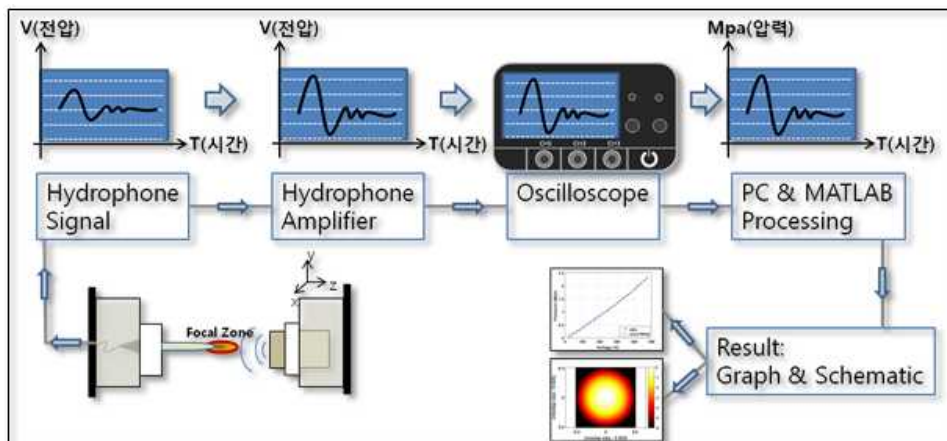 V(전압)
V(전압)
Mpa(압력)
T(시간)
T(시간)
T(시간)
Hydrophone
Signal
Hydrophone
Amplifier
Oscilloscope
PC & MATLAB
Processing
y
x
z
Focal Zone
Result:
Graph & Schematic